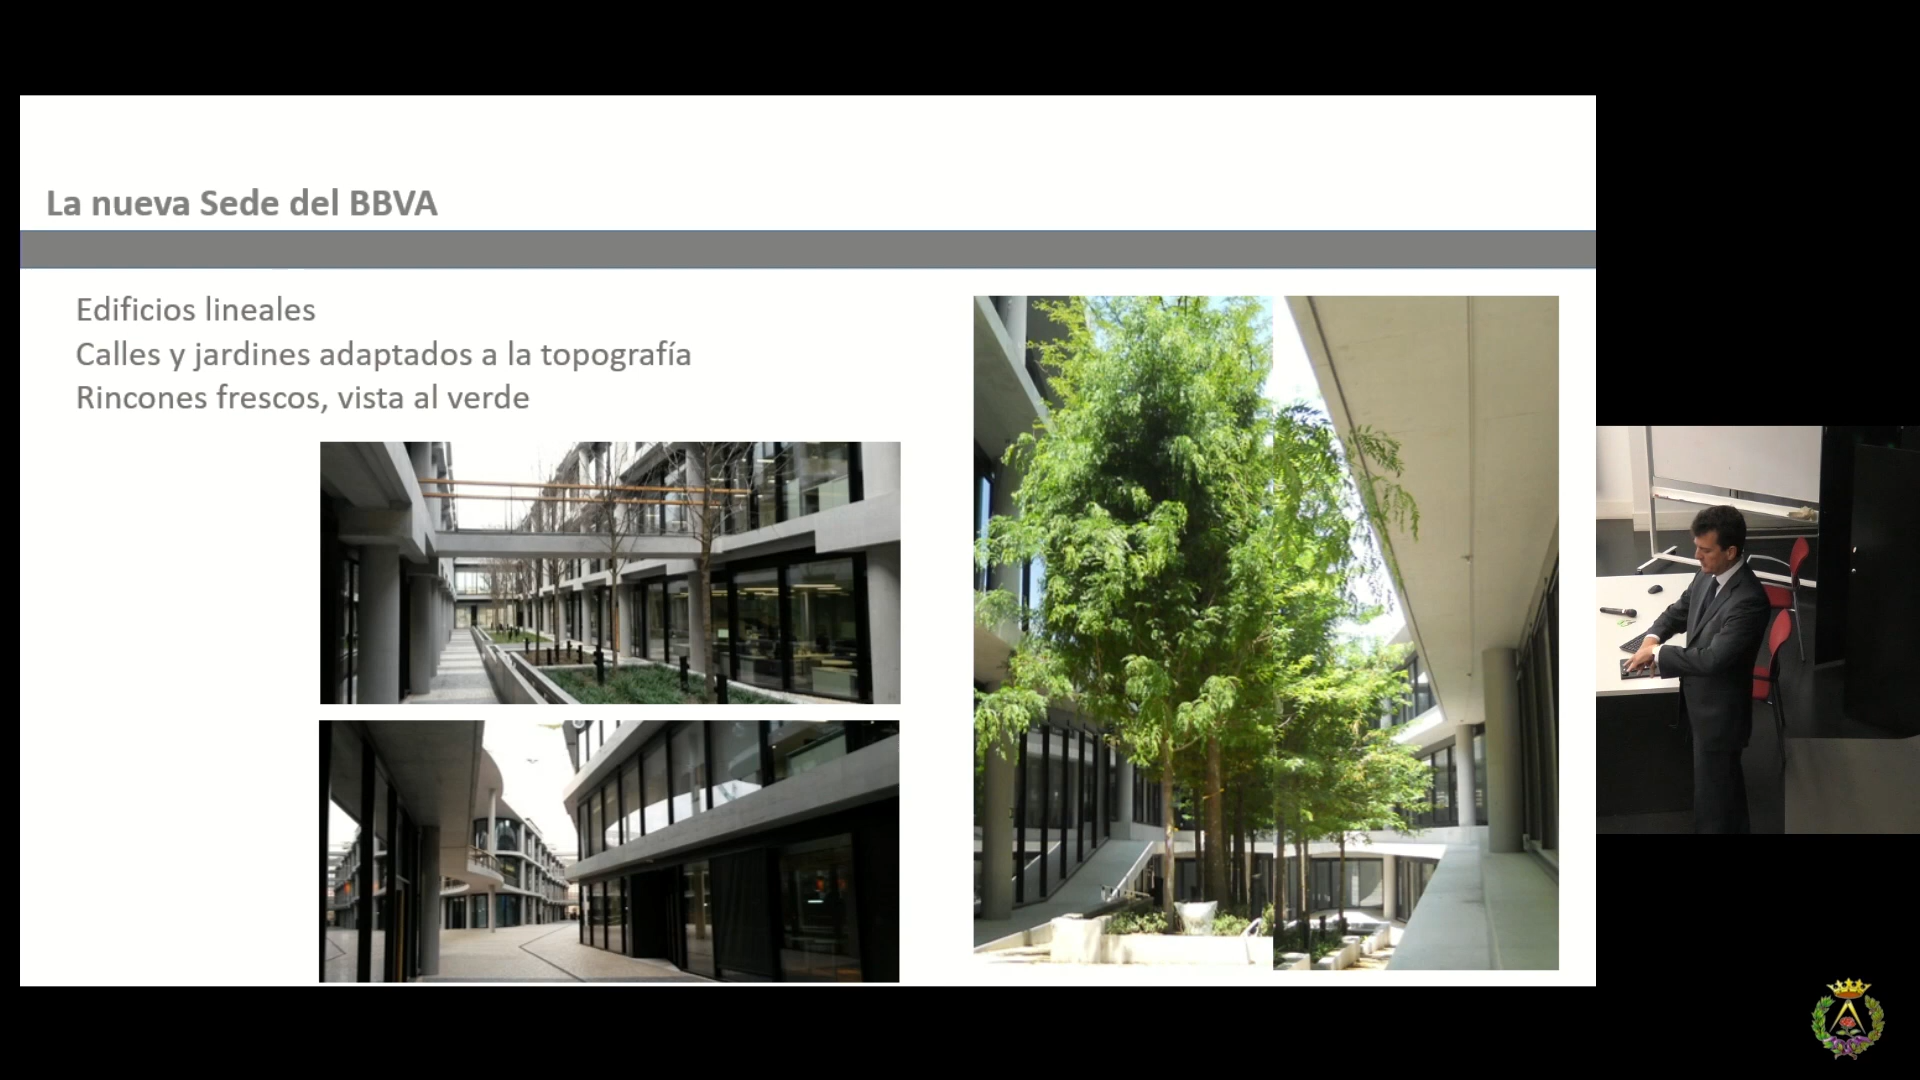 La nueva Sede del BBVA
Edificios lineales
Calles y jardines adaptados a la topografía
Rincones frescos, vista al verde